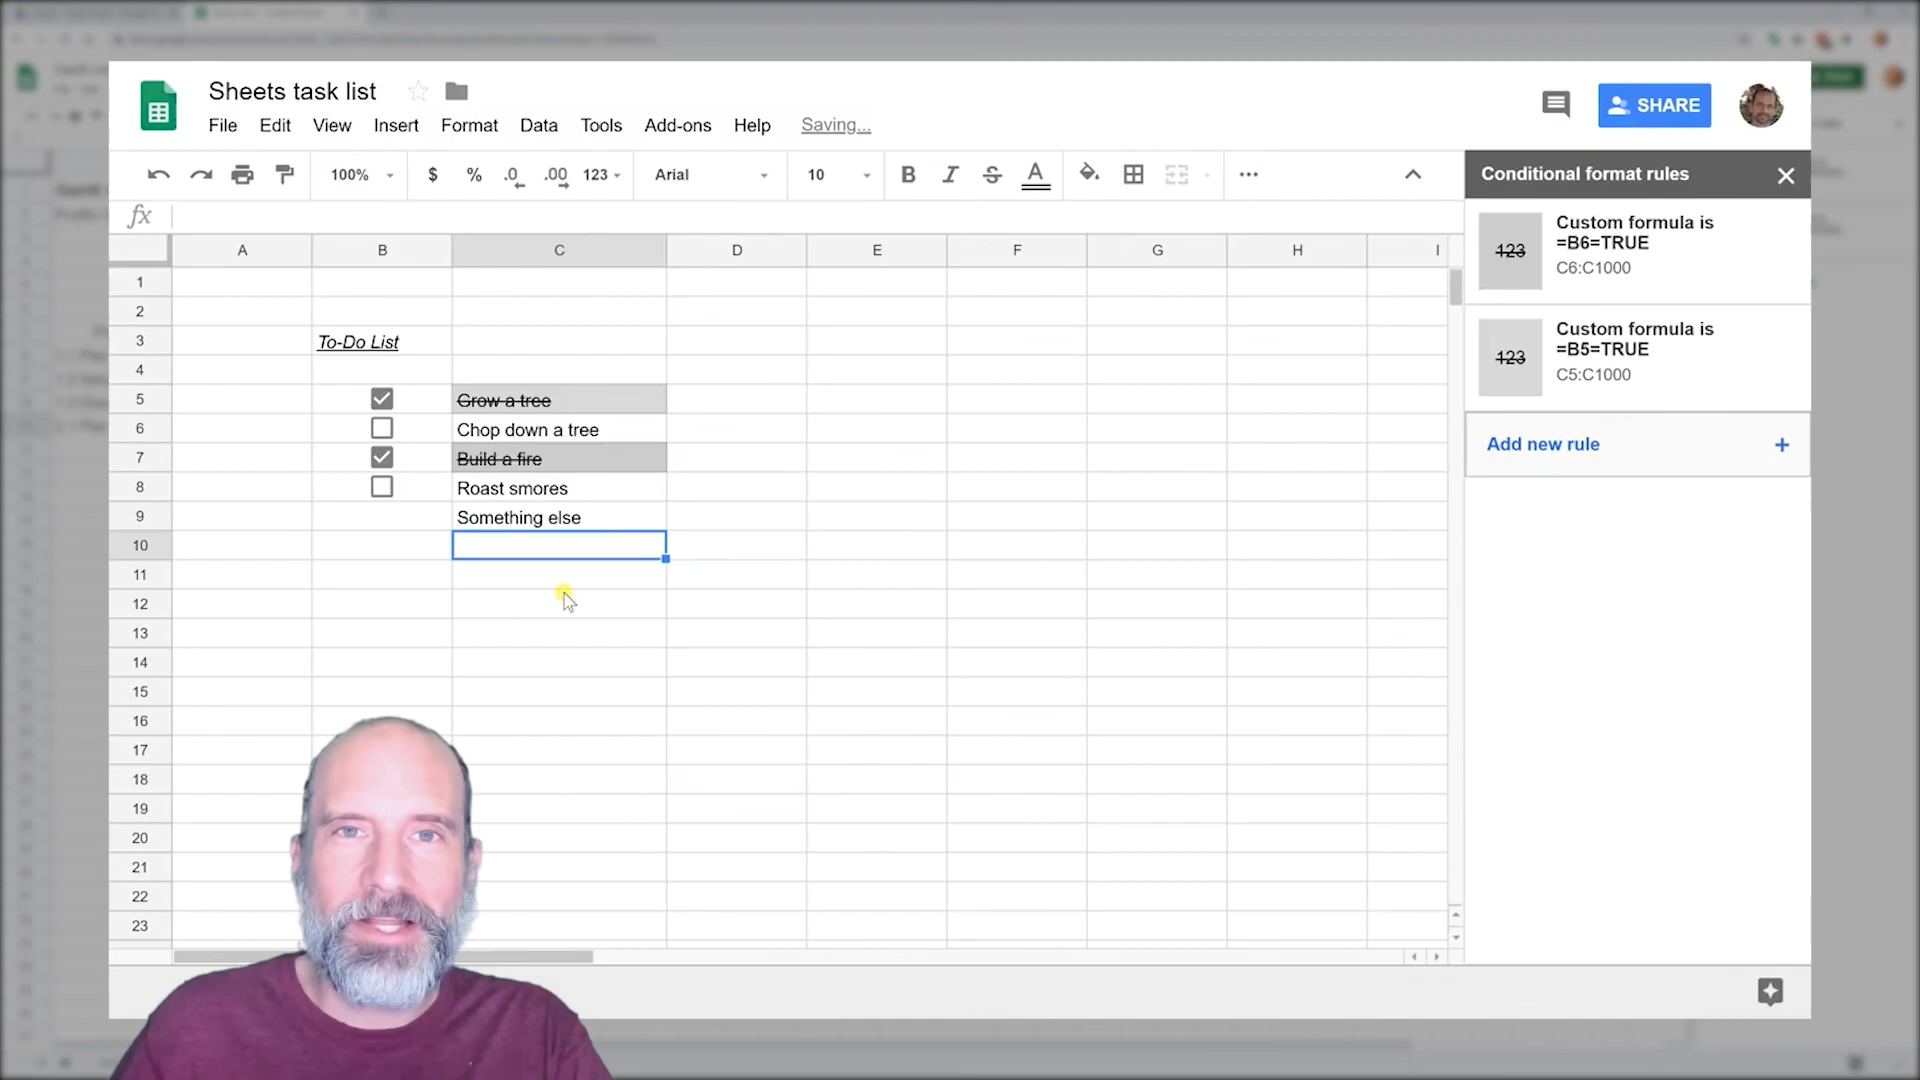 Sheets task list
File Edit View Insert Format Data Tools Add-ons Help Saving...
SHARE
100% $ % .0 .00 123 Arial 10 B I S A ...
Conditional format rules
fx
A B C D E F G H I
123 Custom formula is
=B6=TRUE
C6:C1000
123 Custom formula is
=B5=TRUE
C5:C1000
Add new rule +
1
2
3 To-Do List
4
5 Grow a tree
6 Chop down a tree
7 Build a fire
8 Roast smores
9 Something else
10
11
12
13
14
15
16
17
18
19
20
21
22
23